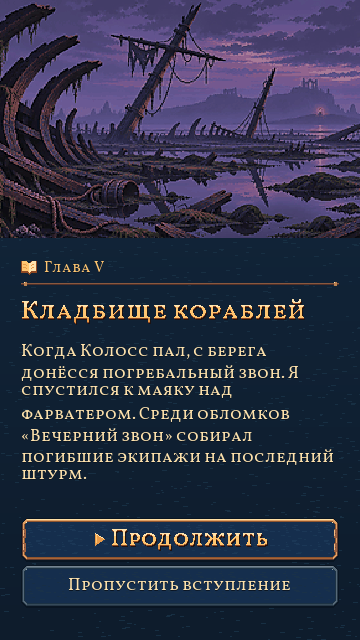 Глава V
Кладбище кораблей
Когда Колосс пал, с берега
донёсся погребальный звон. Я
спустился к маяку над
фарватером. Среди обломков
«Вечерний звон» собирал
погибшие экипажи на последний
штурм.
Продолжить
Пропустить вступление